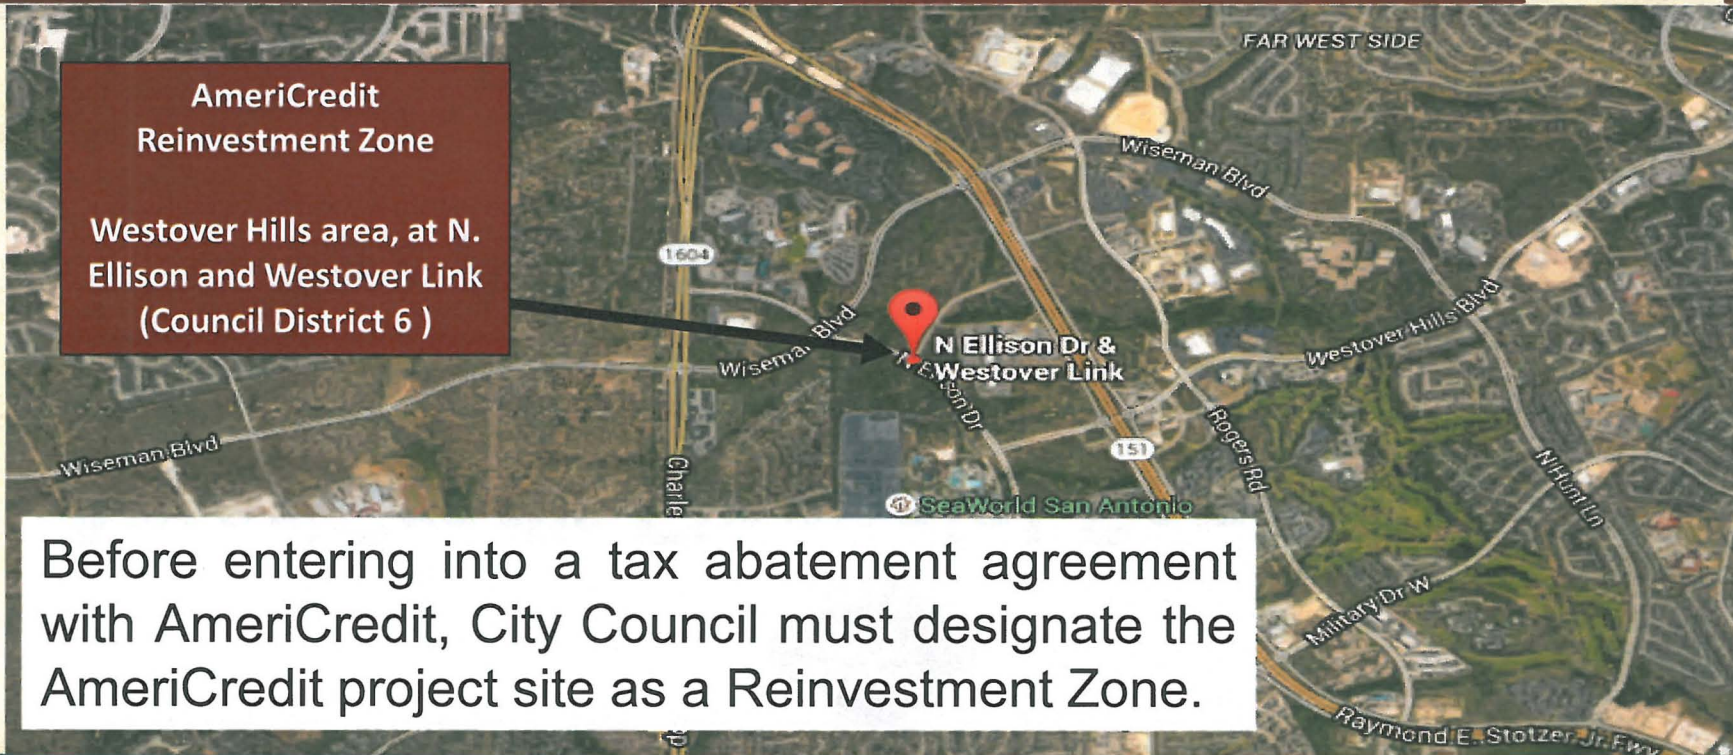 FAR WEST SIDE
AmeriCredit
Reinvestment Zone
Westover Hills area, at N.
Ellison and Westover Link
(Council District 6 )
Wiseman Blvd
1604
Blvd
N Ellison Dr &
Westover Link
Westover Hills Blvd
Wiseman Blvd
Rogers Rd
151
N Hunt Ln
SeaWorld San Antonio
Before entering into a tax abatement agreement
with AmeriCredit, City Council must designate the
AmeriCredit project site as a Reinvestment Zone.
Military Dr W
Raymond E. Stotzer Jr Fwy